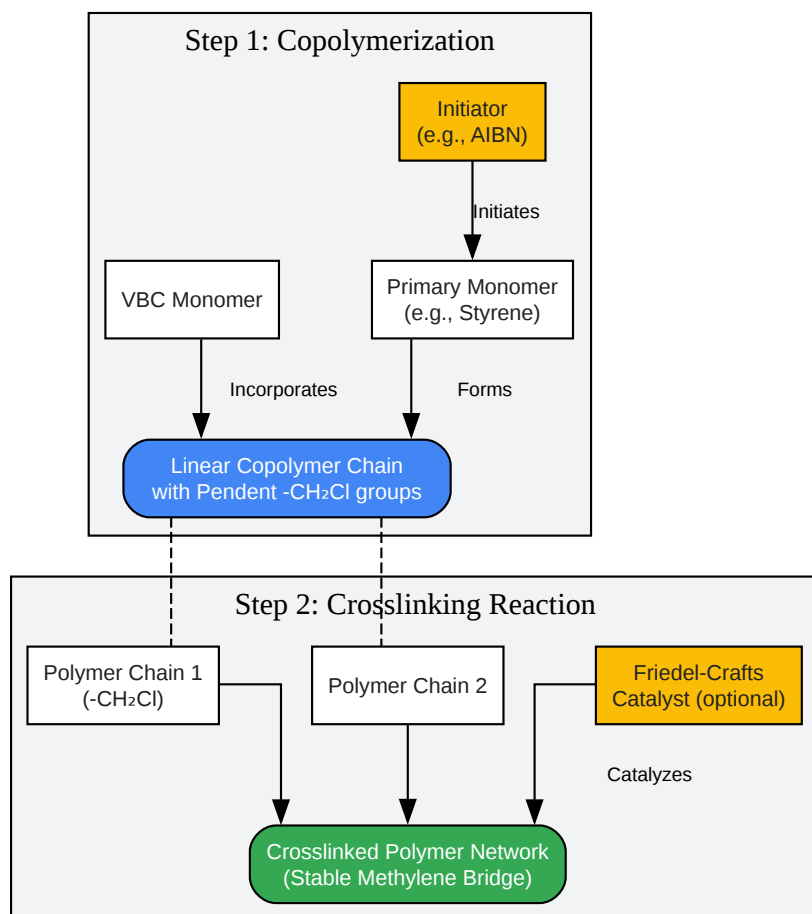 Step 1: Copolymerization
Initiator
(e.g., AIBN)
Initiates
VBC Monomer
Primary Monomer
(e.g., Styrene)
Incorporates
Forms
Linear Copolymer Chain
with Pendent -CH₂Cl groups
Step 2: Crosslinking Reaction
Polymer Chain 1
(-CH₂Cl)
Polymer Chain 2
Friedel-Crafts
Catalyst (optional)
Catalyzes
Crosslinked Polymer Network
(Stable Methylene Bridge)